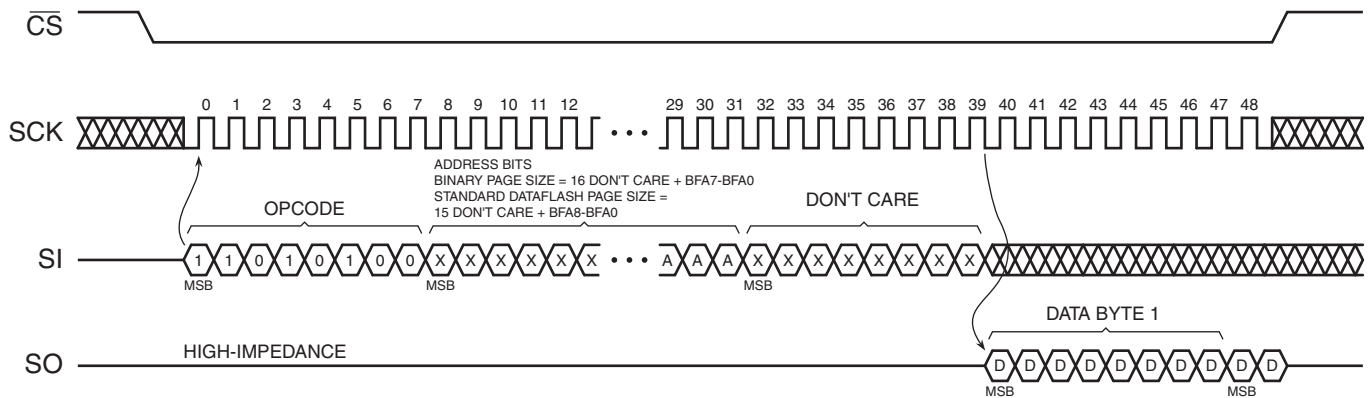 CS
0 1 2 3 4 5 6 7 8 9 10 11 12 29 30 31 32 33 34 35 36 37 38 39 40 41 42 43 44 45 46 47 48
SCK
ADDRESS BITS
BINARY PAGE SIZE = 16 DON'T CARE + BFA7-BFA0
STANDARD DATAFLASH PAGE SIZE =
15 DON'T CARE + BFA8-BFA0
OPCODE
DON'T CARE
SI 1 1 0 1 0 1 0 0 X X X X X X A A A X X X X X X X X
MSB MSB MSB
DATA BYTE 1
HIGH-IMPEDANCE
SO D D D D D D D D D D
MSB MSB